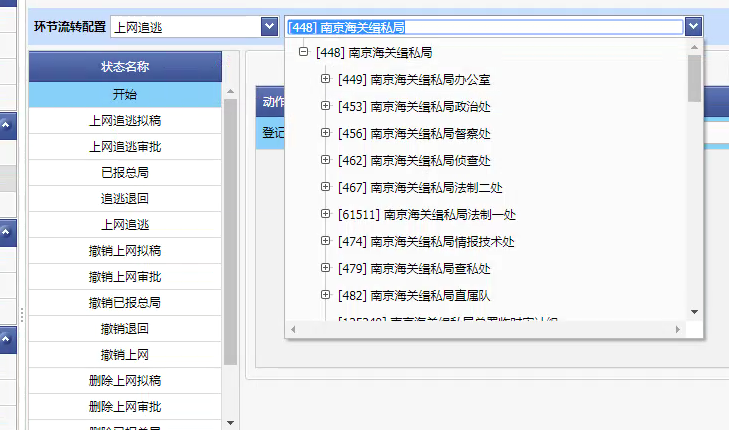 环节流转配置 上网追逃 [448] 南京海关缉私局
状态名称
开始
上网追逃拟稿
上网追逃审批
已报总局
追逃退回
上网追逃
撤销上网拟稿
撤销上网审批
撤销已报总局
撤销退回
撤销上网
删除上网拟稿
删除上网审批
删除已报总局
动作
登记
[448] 南京海关缉私局
[449] 南京海关缉私局办公室
[453] 南京海关缉私局政治处
[456] 南京海关缉私局督察处
[462] 南京海关缉私局侦查处
[467] 南京海关缉私局法制二处
[61511] 南京海关缉私局法制一处
[474] 南京海关缉私局情报技术处
[479] 南京海关缉私局查私处
[482] 南京海关缉私局直属队